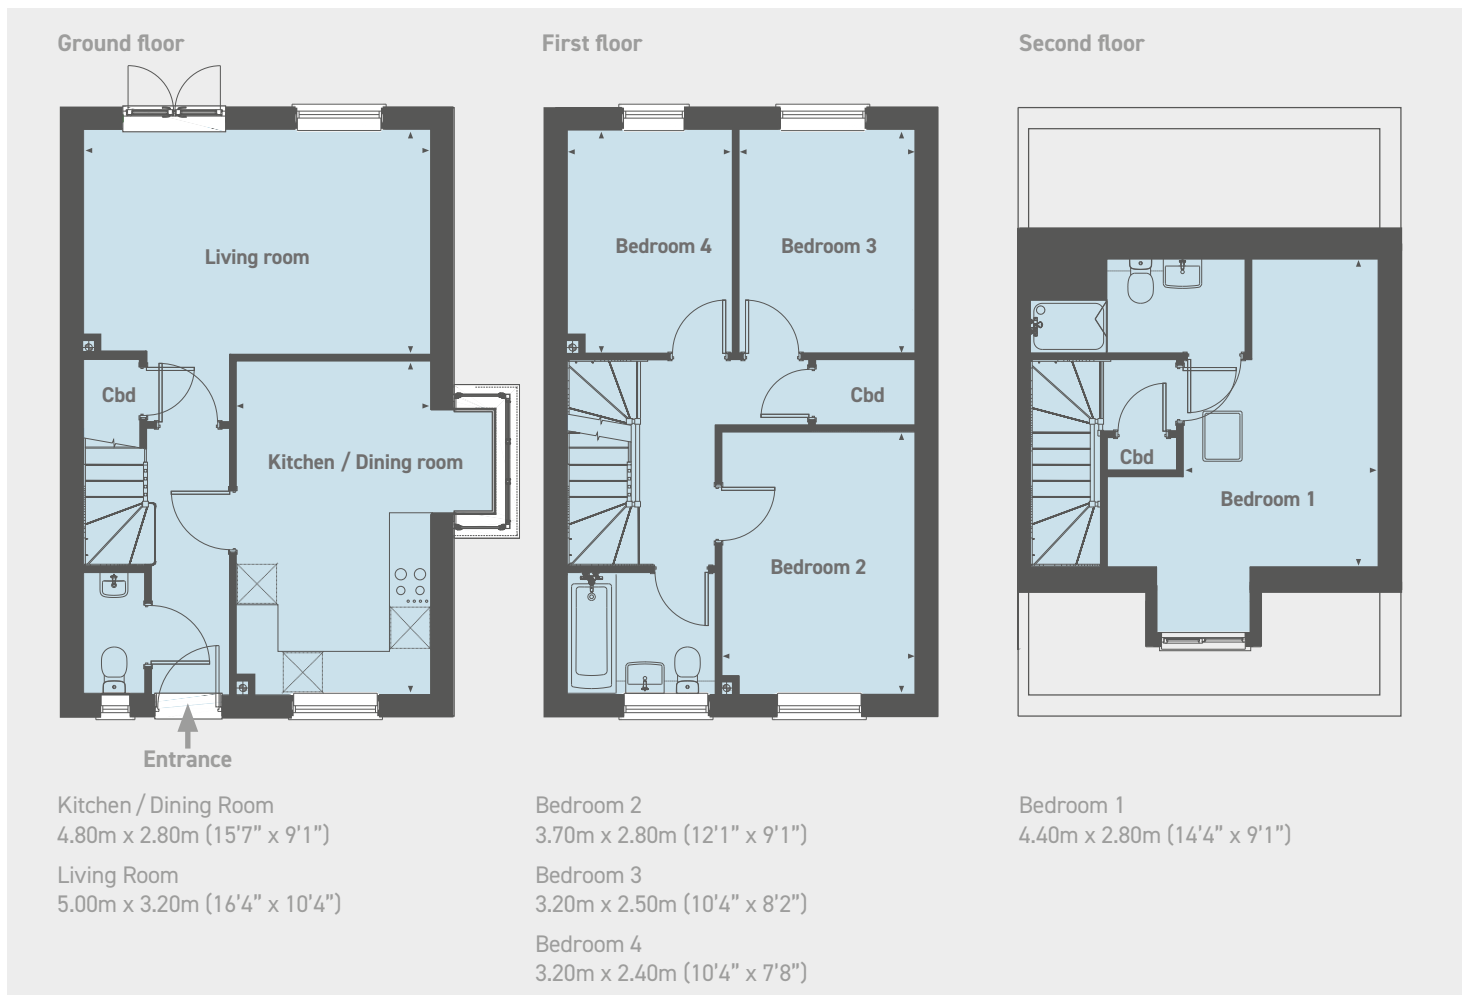 Ground floor
First floor
Second floor
Living room
Cbd
Kitchen / Dining room
Entrance
Bedroom 4
Bedroom 3
Cbd
Bedroom 2
Cbd
Bedroom 1
Kitchen / Dining Room
4.80m x 2.80m (15'7” x 9'1”)
Living Room
5.00m x 3.20m (16'4” x 10'4”)
Bedroom 2
3.70m x 2.80m (12'1” x 9'1”)
Bedroom 3
3.20m x 2.50m (10'4” x 8'2”)
Bedroom 4
3.20m x 2.40m (10'4” x 7'8”)
Bedroom 1
4.40m x 2.80m (14'4” x 9'1”)